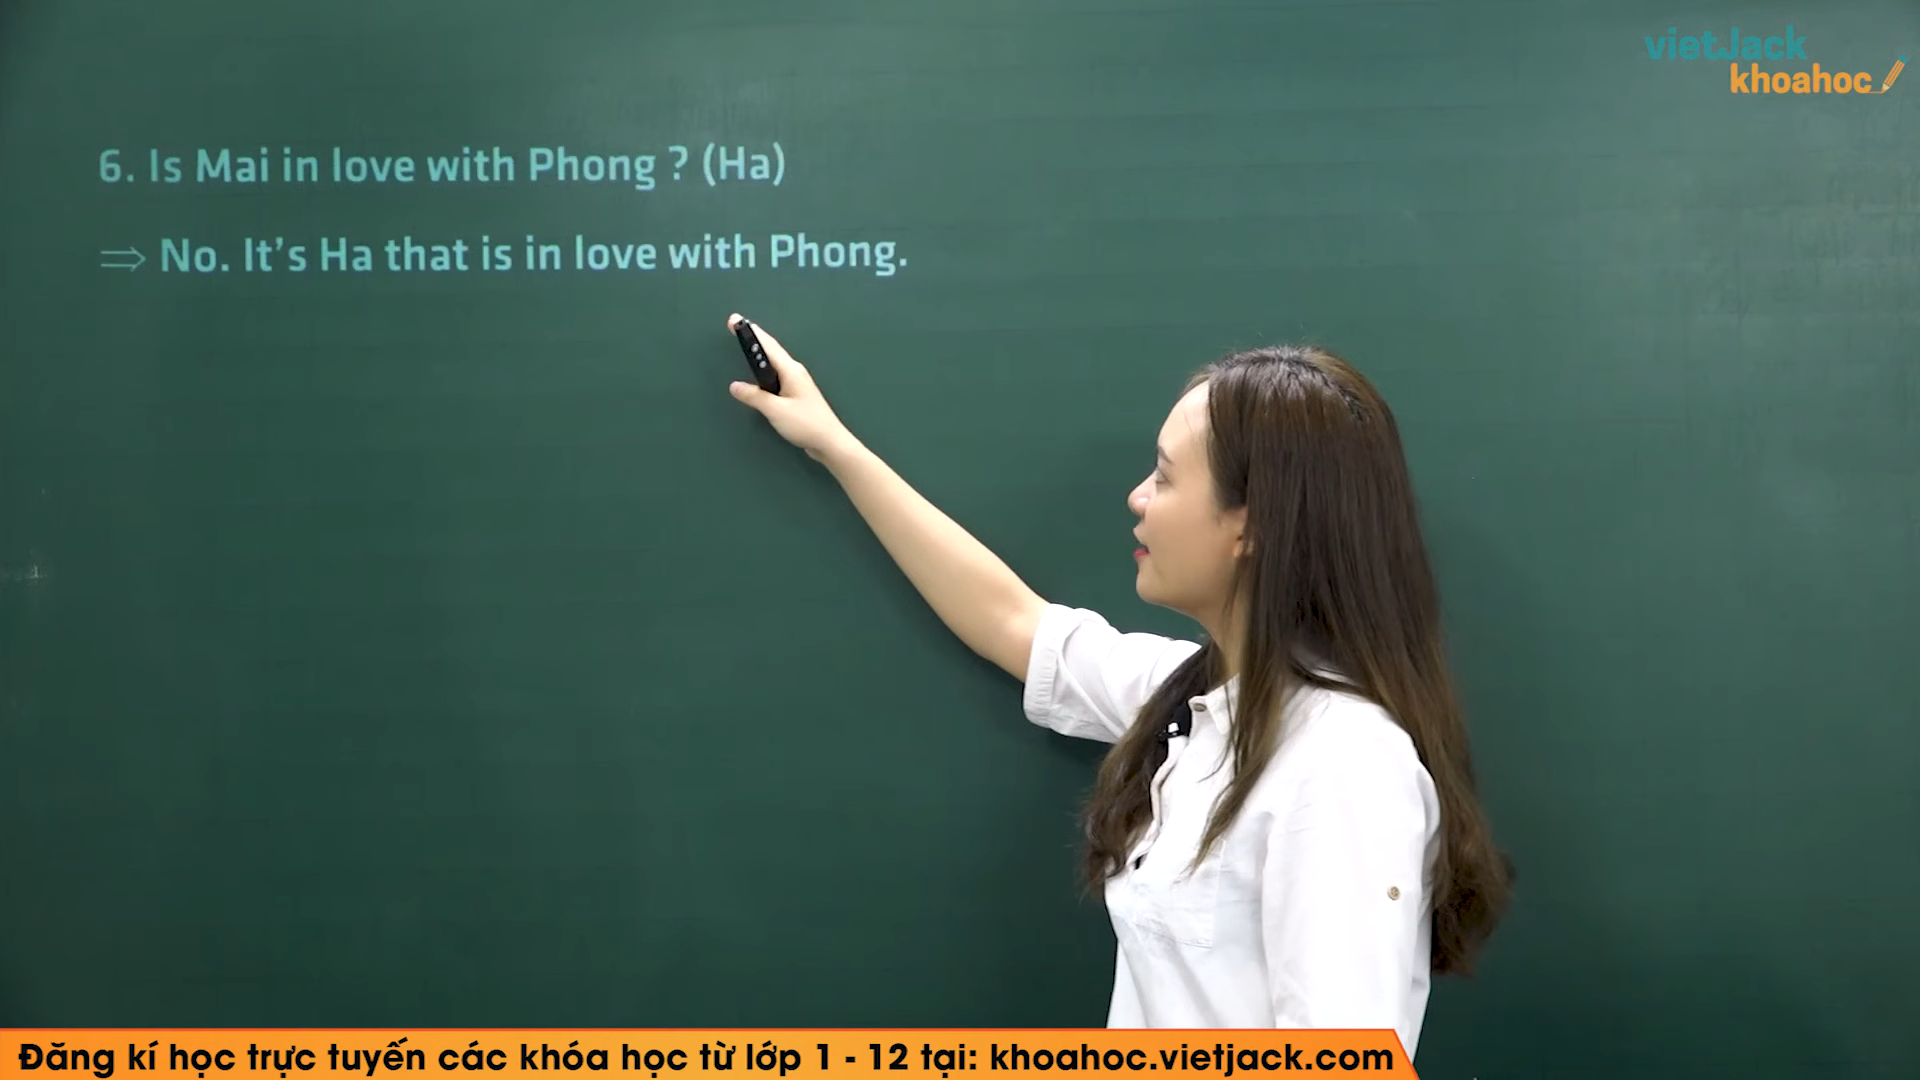 vietJack
khoahoc
6. Is Mai in love with Phong ? (Ha)
⇒ No. It's Ha that is in love with Phong.
Đăng kí học trực tuyến các khóa học từ lớp 1 - 12 tại: khoahoc.vietjack.com